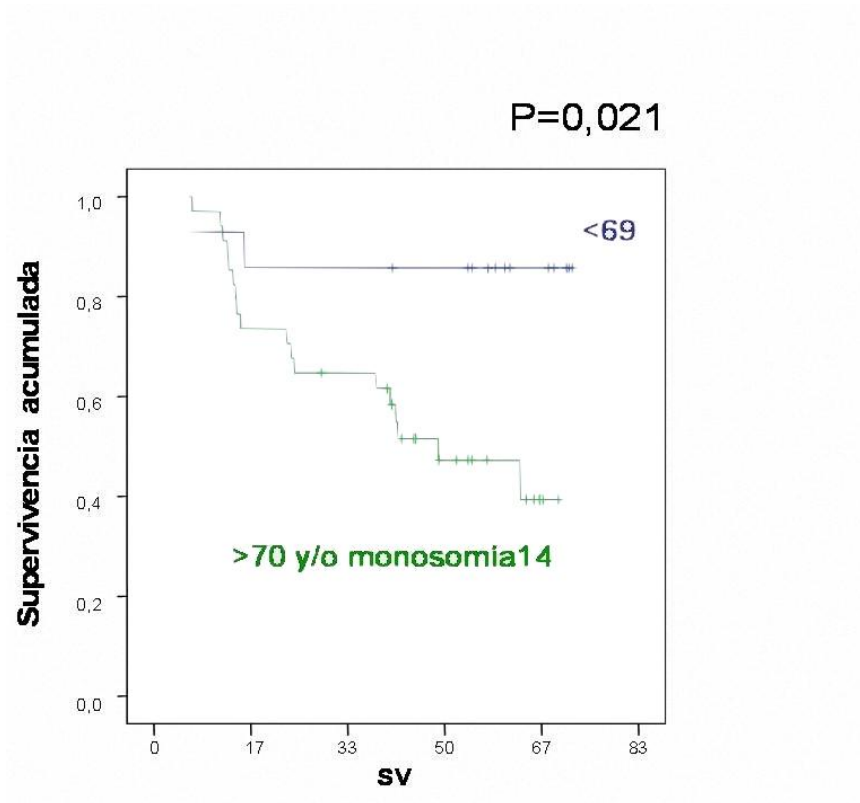 P=0,021
1,0
<69
0,8
0,6
0,4
>70 y/o monosomia14
0,2
0,0
Supervivencia acumulada
0 17 33 50 67 83
SV